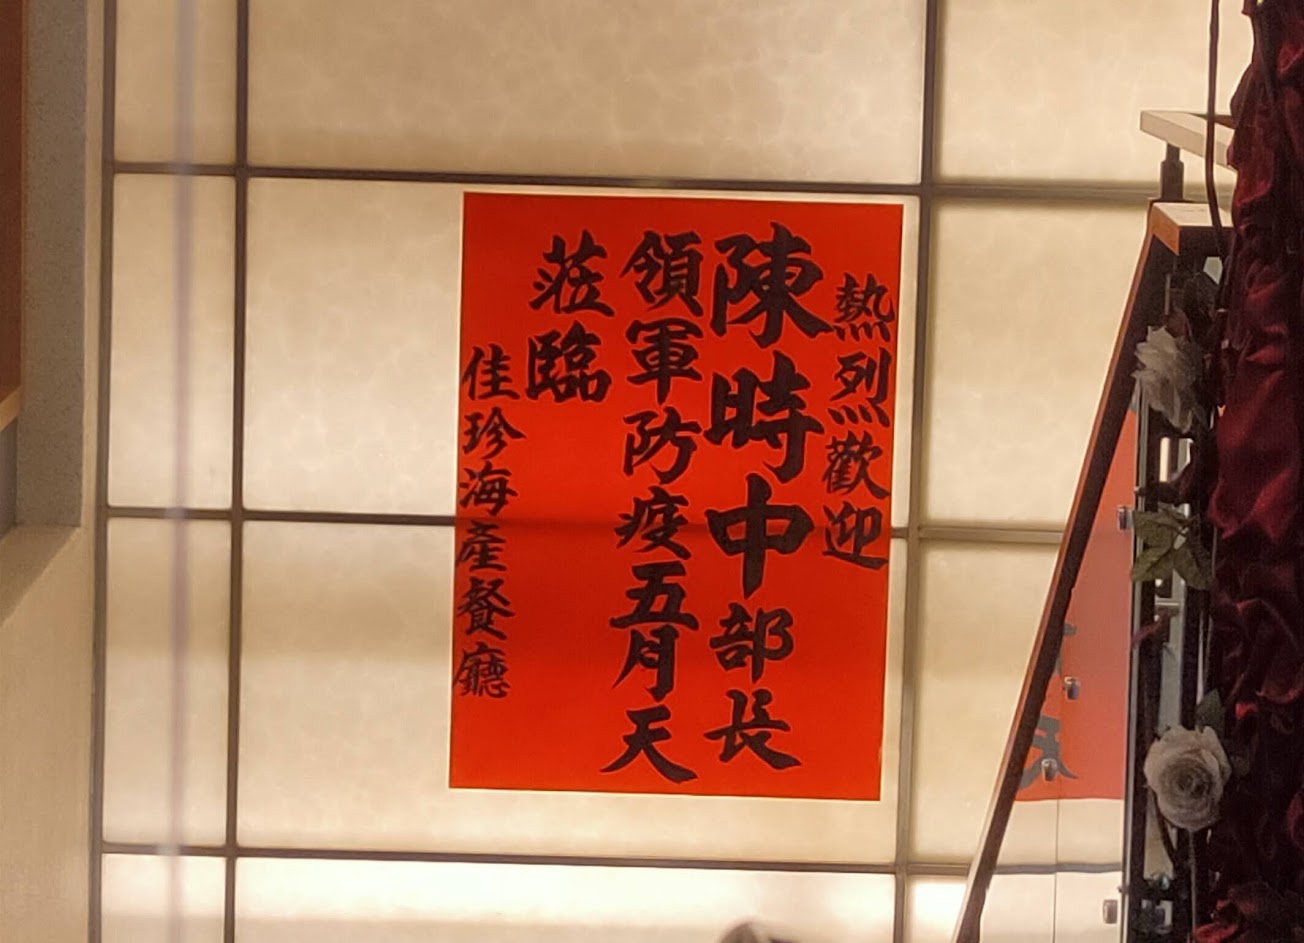 熱烈歡迎
陳時中部長
領軍防疫五月天
蒞臨
佳珍海產餐廳
天